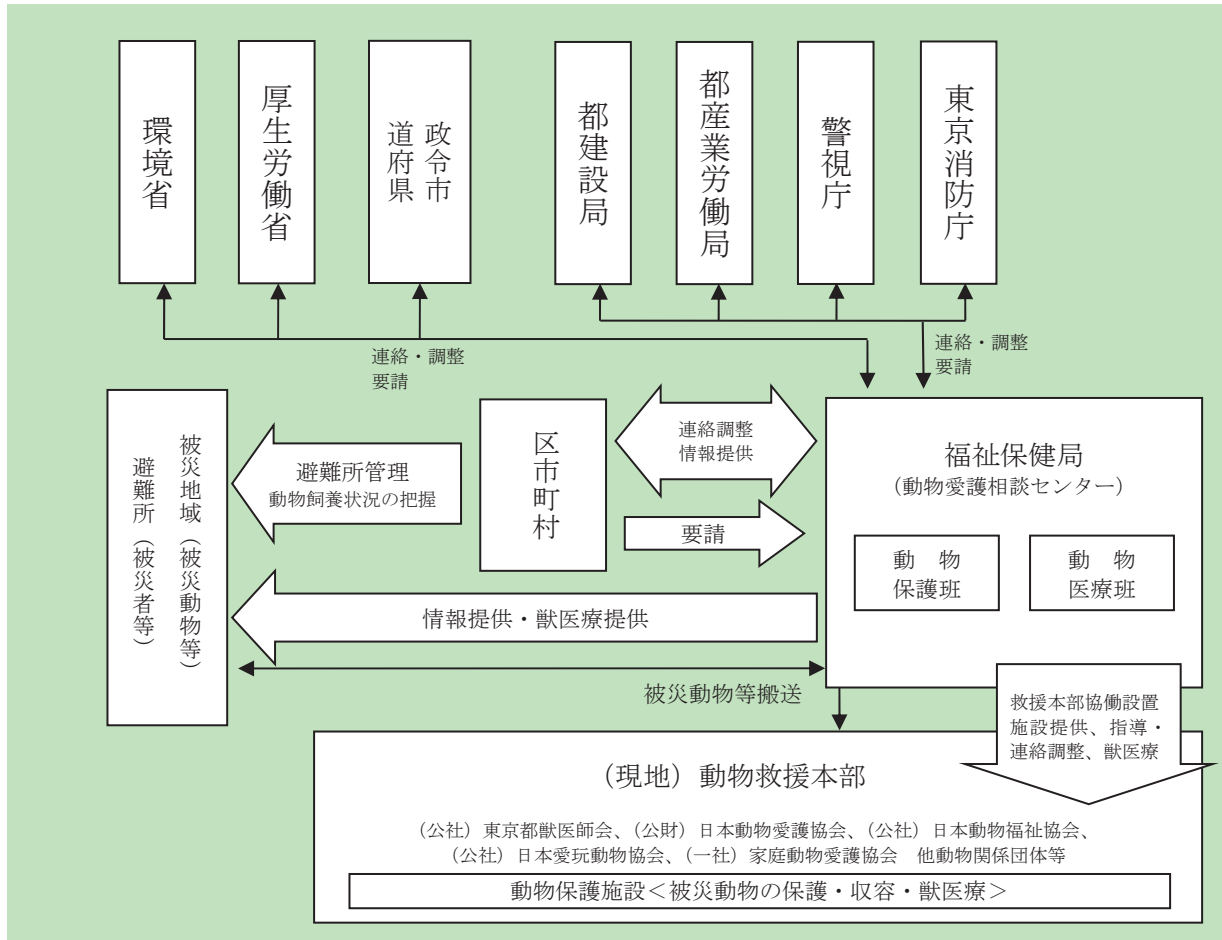 環境省
厚生労働省
政令市
道府県
都建設局
都産業労働局
警視庁
東京消防庁
連絡・調整
要請
連絡・調整
要請
被災地域（被災動物等）
避難所（被災者等）
避難所管理
動物飼養状況の把握
区市町村
連絡調整
情報提供
要請
福祉保健局
（動物愛護相談センター）
動　物
保護班
動　物
医療班
情報提供・獣医療提供
被災動物等搬送
救援本部協働設置
施設提供、指導・
連絡調整、獣医療
（現地）動物救援本部
（公社）東京都獣医師会、（公財）日本動物愛護協会、（公社）日本動物福祉協会、
（公社）日本愛玩動物協会、（一社）家庭動物愛護協会　他動物関係団体等
動物保護施設＜被災動物の保護・収容・獣医療＞